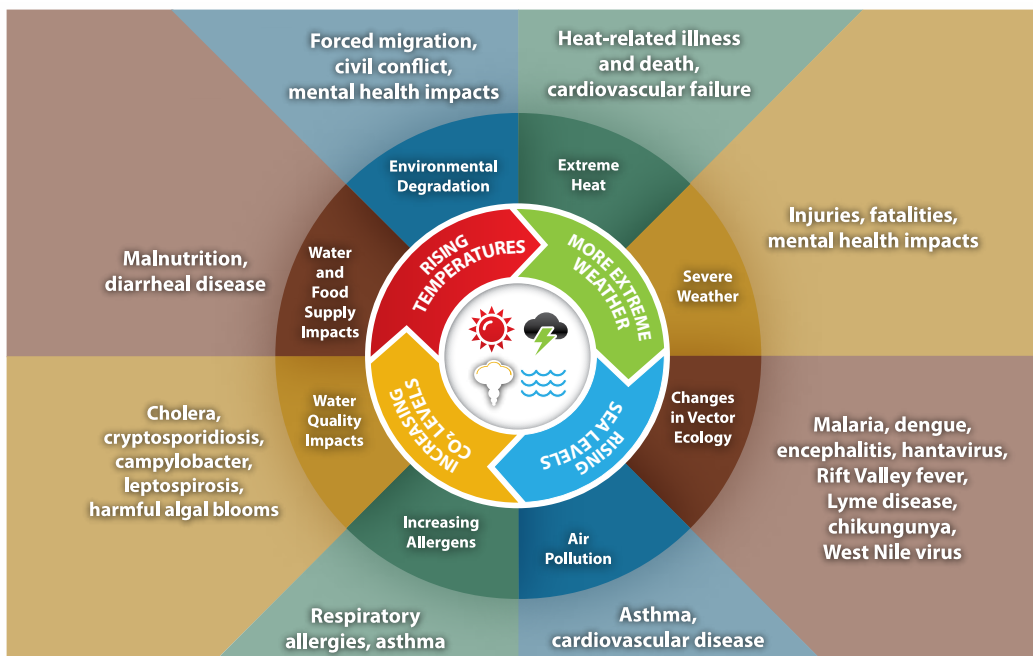 Forced migration,
civil conflict,
mental health impacts
Heat-related illness
and death,
cardiovascular failure
Environmental
Degradation
Extreme
Heat
Malnutrition,
diarrheal disease
Water
and
Food
Supply
Impacts
RISING
TEMPERATURES
MORE EXTREME
WEATHER
Severe
Weather
Injuries, fatalities,
mental health impacts
Cholera,
cryptosporidiosis,
campylobacter,
leptospirosis,
harmful algal blooms
Water
Quality
Impacts
INCREASING
CO₂ LEVELS
RISING
SEA LEVELS
Changes
in Vector
Ecology
Malaria, dengue,
encephalitis, hantavirus,
Rift Valley fever,
Lyme disease,
chikungunya,
West Nile virus
Increasing
Allergens
Air
Pollution
Respiratory
allergies, asthma
Asthma,
cardiovascular disease